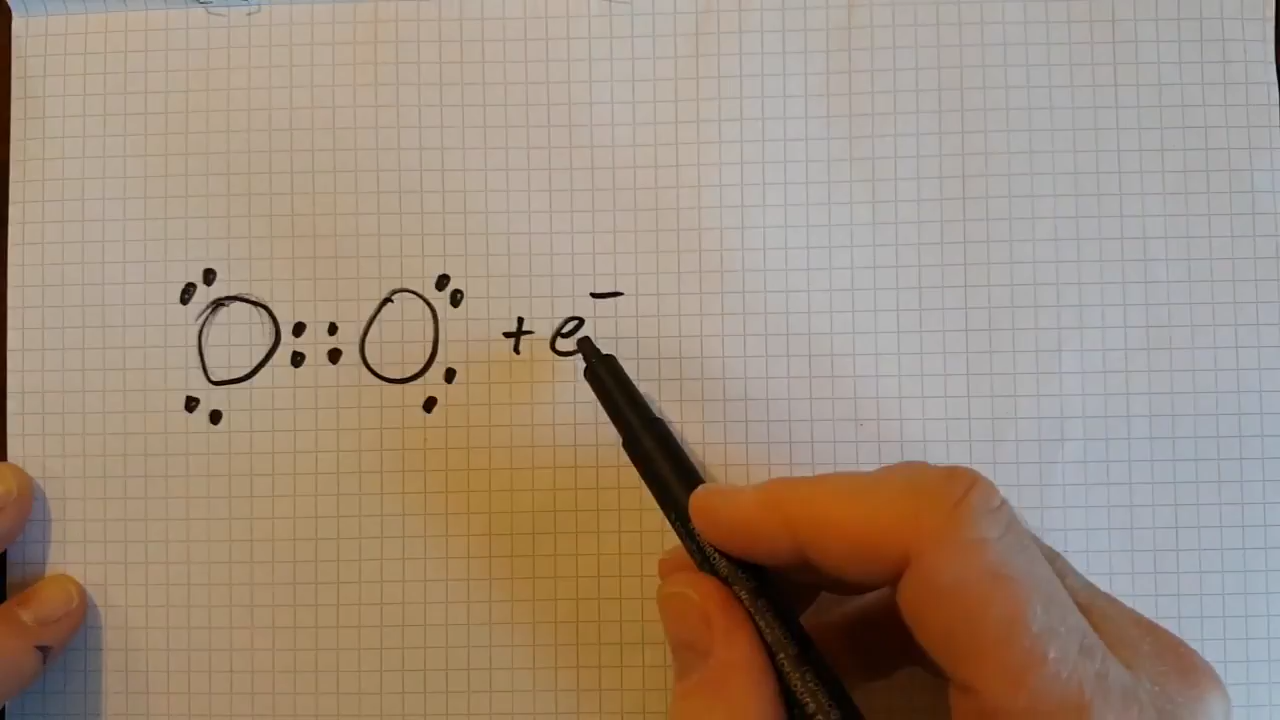 O :: O + e⁻